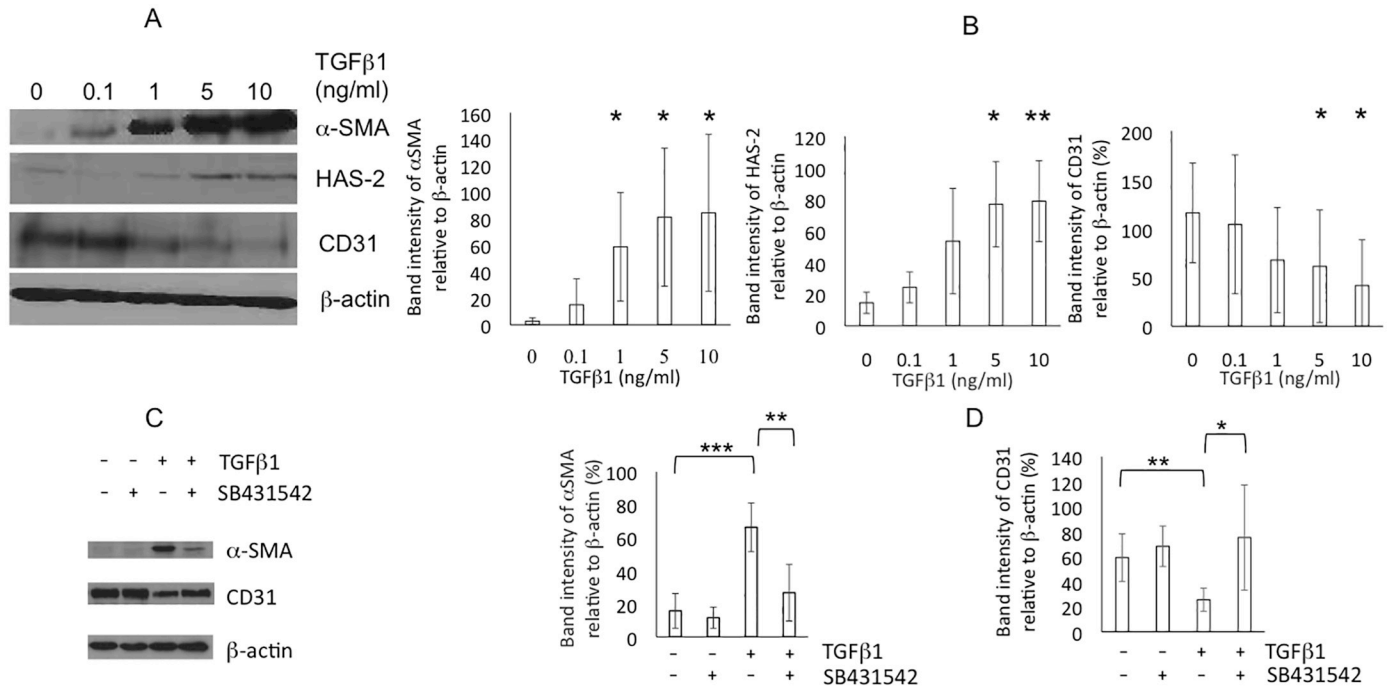 A
TGFβ1
(ng/ml)
0 0.1 1 5 10
α-SMA
HAS-2
CD31
β-actin
B
Band intensity of αSMA
relative to β-actin
160
140
120
100
80
60
40
20
0
* * *
0 0.1 1 5 10
TGFβ1 (ng/ml)
Band intensity of HAS-2
relative to β-actin
120
100
80
60
40
20
0
* **
0 0.1 1 5 10
TGFβ1 (ng/ml)
Band intensity of CD31
relative to β-actin (%)
200
150
100
50
0
* *
0 0.1 1 5 10
TGFβ1 (ng/ml)
C
- - + + TGFβ1
- + - + SB431542
α-SMA
CD31
β-actin
D
Band intensity of αSMA
relative to β-actin (%)
100
80
60
40
20
0
***
**
- - + + TGFβ1
- + - + SB431542
Band intensity of CD31
relative to β-actin (%)
140
120
100
80
60
40
20
0
**
*
- - + + TGFβ1
- + - + SB431542